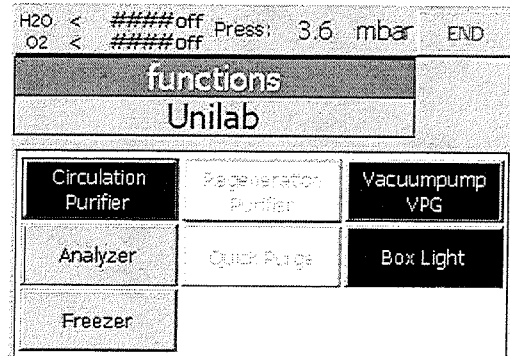 H2O < ####off Press: 3.6 mbar END
O2 < ####off
functions
Unilab
Circulation Purifier
Regeneration Purifier
Vacuumpump VPG
Analyzer
Quick Purge
Box Light
Freezer